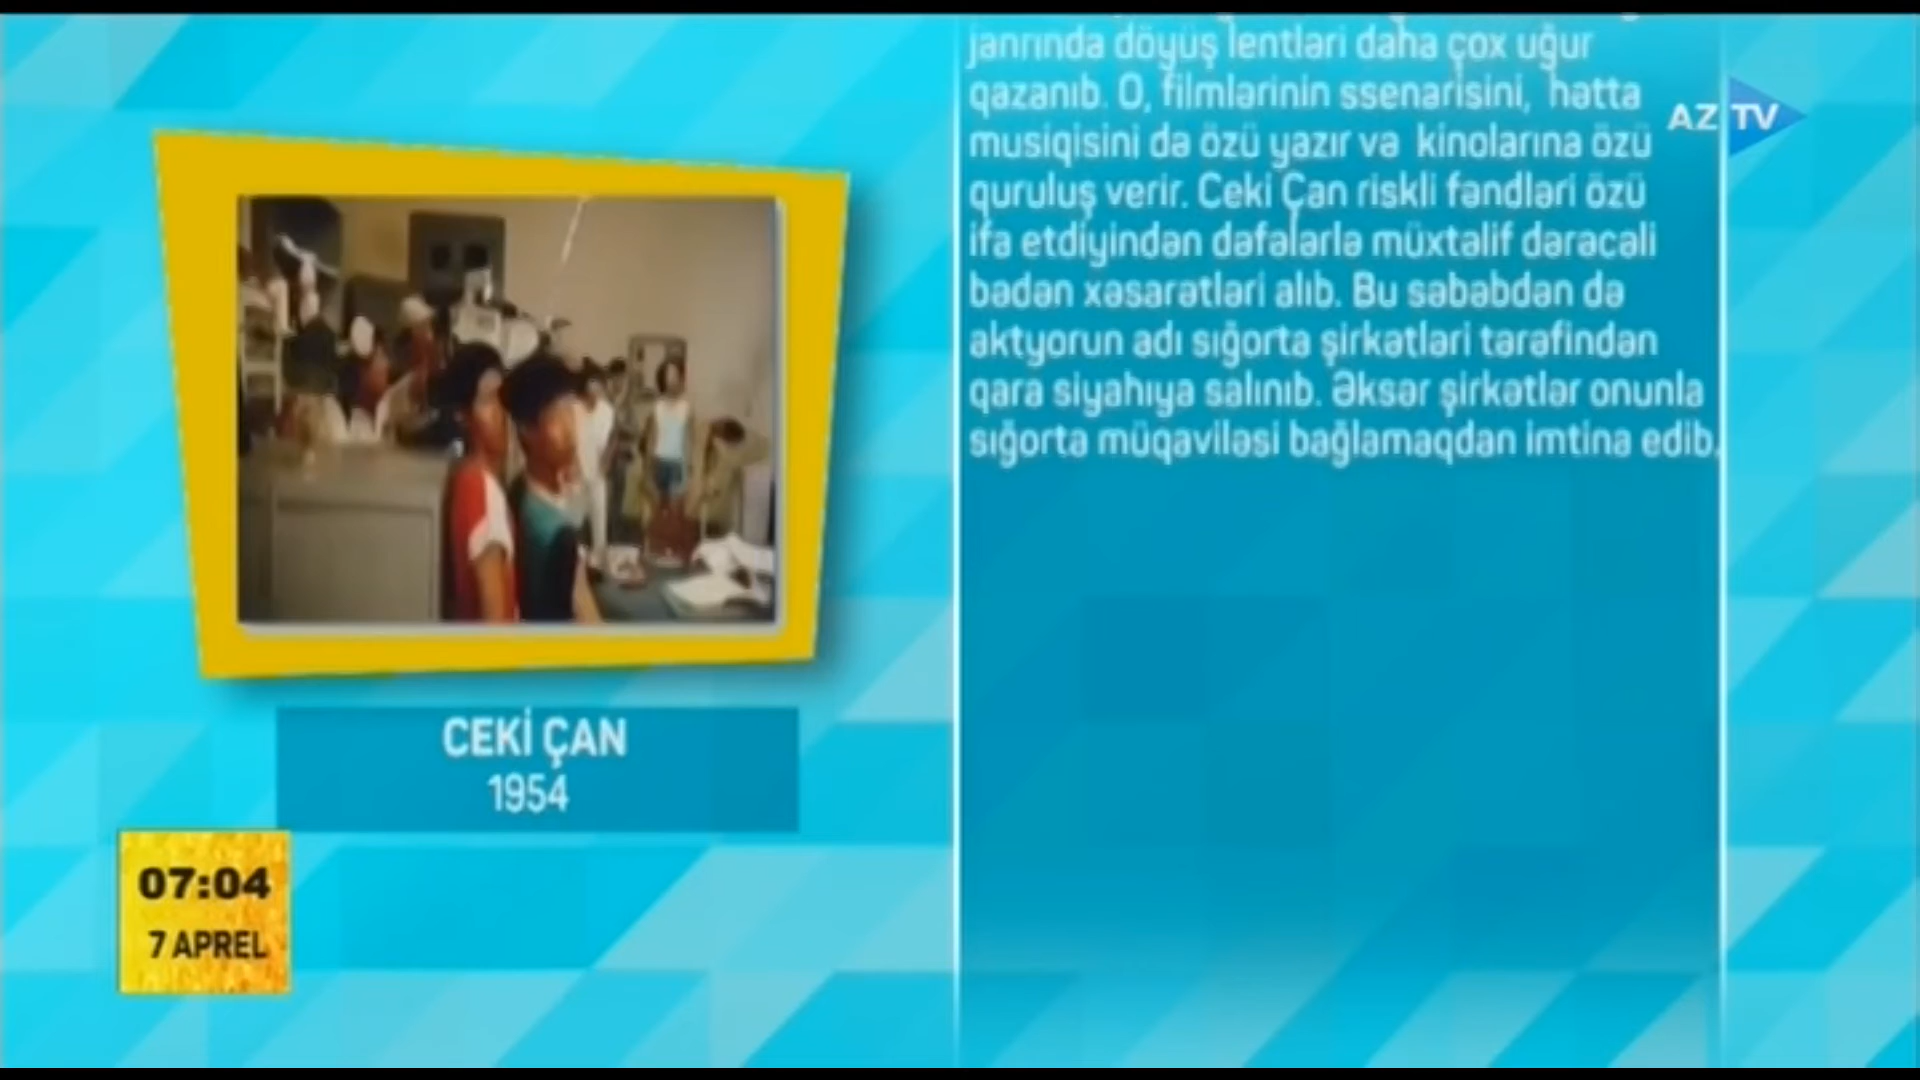 janrında döyüş lentləri daha çox uğur
qazanıb. O, filmlərinin ssenarisini, hətta
musiqisini də özü yazır və kinolarına özü
quruluş verir. Ceki Çan riskli fəndləri özü
ifa etdiyindən dəfələrlə müxtəlif dərəcəli
bədən xəsarətləri alıb. Bu səbəbdən də
aktyorun adı sığorta şirkətləri tərəfindən
qara siyahıya salınıb. Əksər şirkətlər onunla
sığorta müqaviləsi bağlamaqdan imtina edib.
AZTV
CEKİ ÇAN
1954
07:04
7 APREL